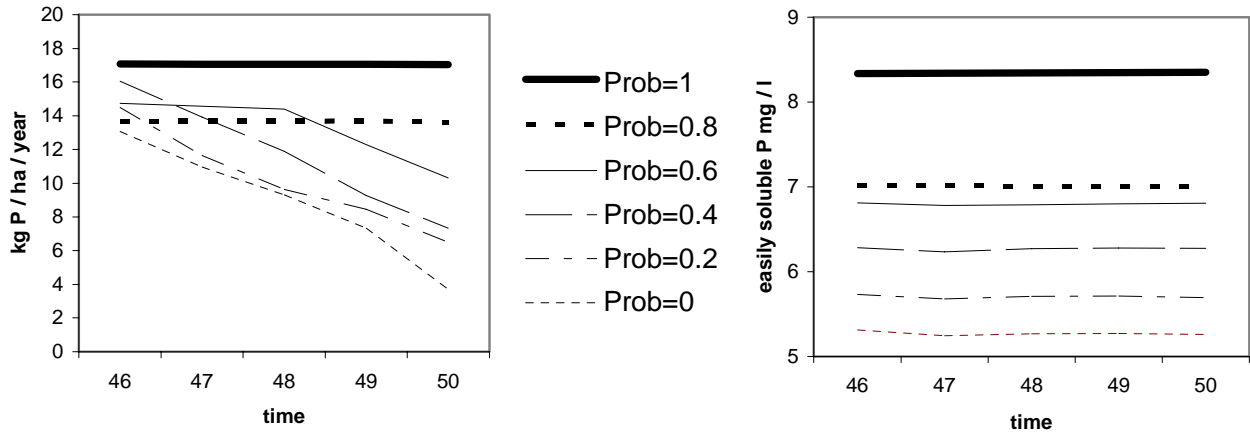 kg P / ha / year
20
18
16
14
12
10
8
6
4
2
0
46 47 48 49 50
time
Prob=1
Prob=0.8
Prob=0.6
Prob=0.4
Prob=0.2
Prob=0
easily soluble P mg / l
9
8
7
6
5
46 47 48 49 50
time